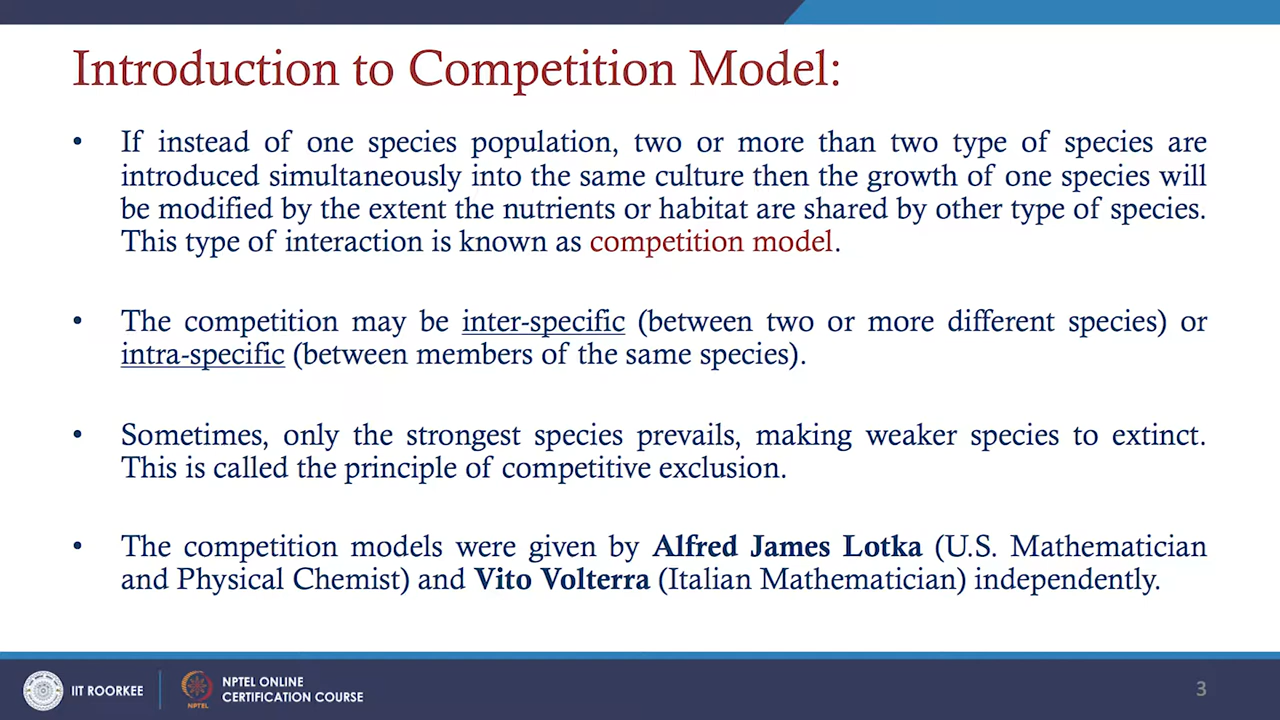 Introduction to Competition Model:
• If instead of one species population, two or more than two type of species are
introduced simultaneously into the same culture then the growth of one species will
be modified by the extent the nutrients or habitat are shared by other type of species.
This type of interaction is known as competition model.
• The competition may be inter-specific (between two or more different species) or
intra-specific (between members of the same species).
• Sometimes, only the strongest species prevails, making weaker species to extinct.
This is called the principle of competitive exclusion.
• The competition models were given by Alfred James Lotka (U.S. Mathematician
and Physical Chemist) and Vito Volterra (Italian Mathematician) independently.
IIT ROORKEE
NPTEL
NPTEL ONLINE
CERTIFICATION COURSE
3